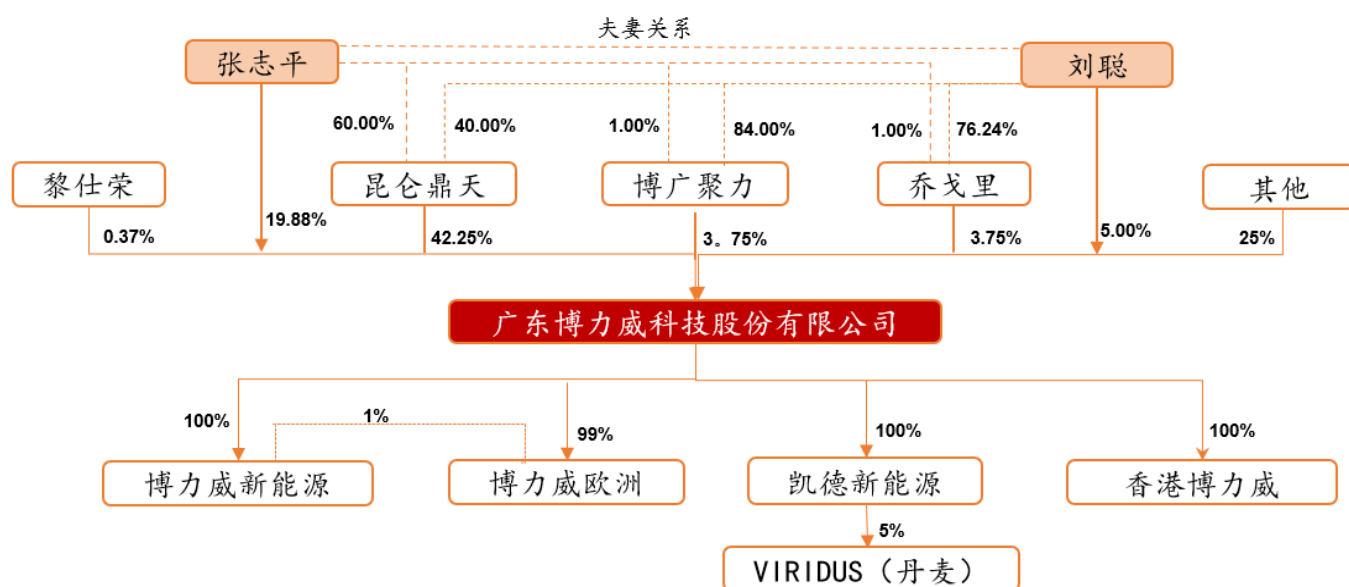 夫妻关系
张志平
刘聪
60.00%
40.00%
1.00%
84.00%
1.00%
76.24%
黎仕荣
昆仑鼎天
博广聚力
乔戈里
其他
0.37%
19.88%
42.25%
3。75%
3.75%
5.00%
25%
广东博力威科技股份有限公司
100%
1%
99%
100%
100%
博力威新能源
博力威欧洲
凯德新能源
香港博力威
5%
VIRIDUS（丹麦）